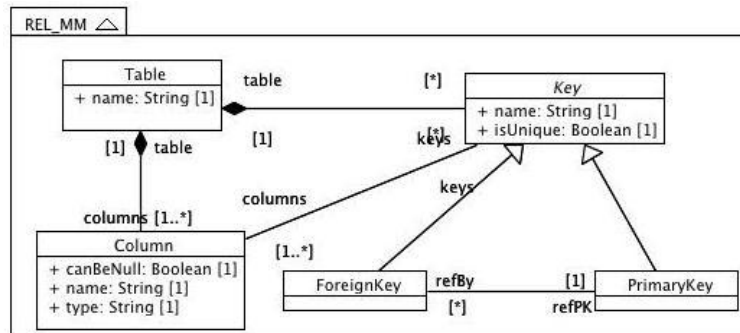 REL_MM
Table
+ name: String [1]
table
[*]
Key
+ name: String [1]
+ isUnique: Boolean [1]
[1]
table
[1]
[*]
keys
keys
columns
columns [1..*]
Column
+ canBeNull: Boolean [1]
+ name: String [1]
+ type: String [1]
[1..*]
ForeignKey
refBy
[*]
[1]
refPK
PrimaryKey